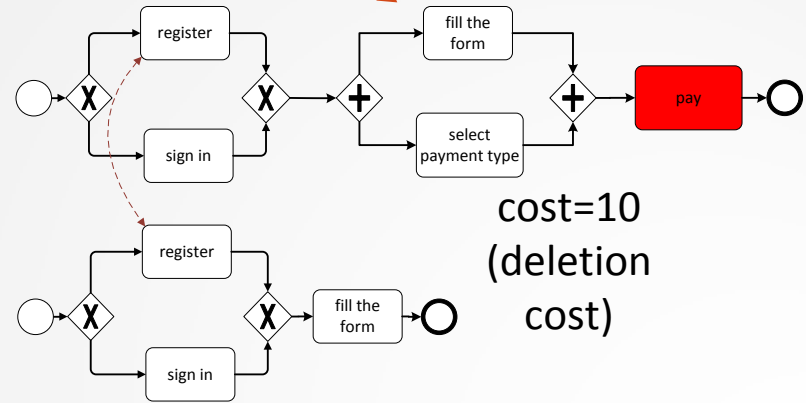 register
fill the
form
X
X
+
+
pay
sign in
select
payment type
cost=10
(deletion
cost)
register
X
X
fill the
form
sign in